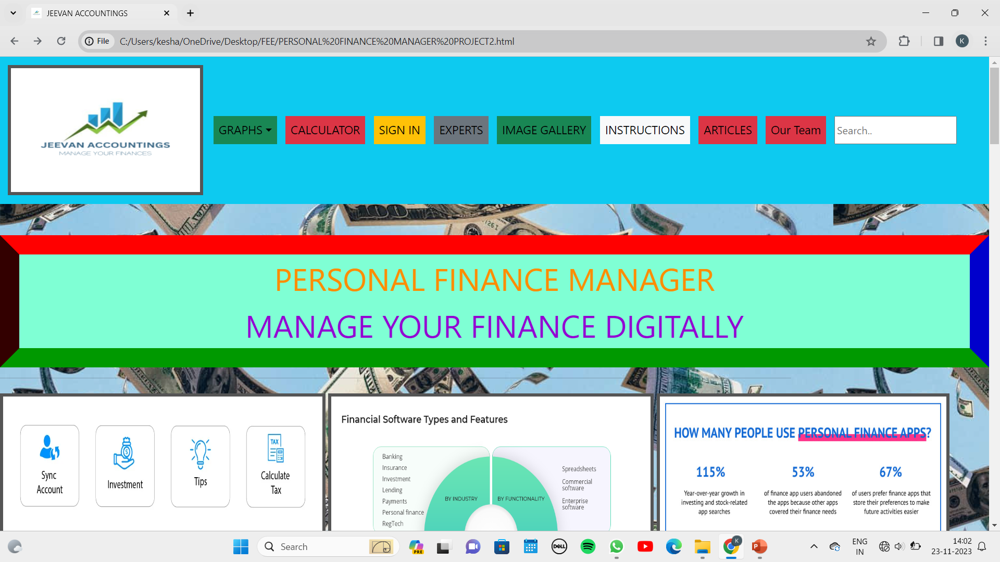 JEEVAN ACCOUNTINGS
File
C:/Users/kesha/OneDrive/Desktop/FEE/PERSONAL%20FINANCE%20MANAGER%20PROJECT2.html
K
JEEVAN ACCOUNTINGS
MANAGE YOUR FINANCES
GRAPHS
CALCULATOR
SIGN IN
EXPERTS
IMAGE GALLERY
INSTRUCTIONS
ARTICLES
Our Team
Search..
100
PERSONAL FINANCE MANAGER
MANAGE YOUR FINANCE DIGITALLY
Sync
Account
Investment
Tips
TAX
Calculate
Tax
Financial Software Types and Features
Banking
Insurance
Investment
Lending
Payments
Personal finance
RegTech
BY INDUSTRY
BY FUNCTIONALITY
Spreadsheets
Commercial
software
Enterprise
software
HOW MANY PEOPLE USE PERSONAL FINANCE APPS?
115%
Year-over-year growth in
investing and stock-related
app searches
53%
of finance app users abandoned
the apps because other apps
covered their finance needs
67%
of users prefer finance apps that
store their preferences to make
future activities easier
Search
PRE
DELL
K
P
ENG
IN
14:02
23-11-2023